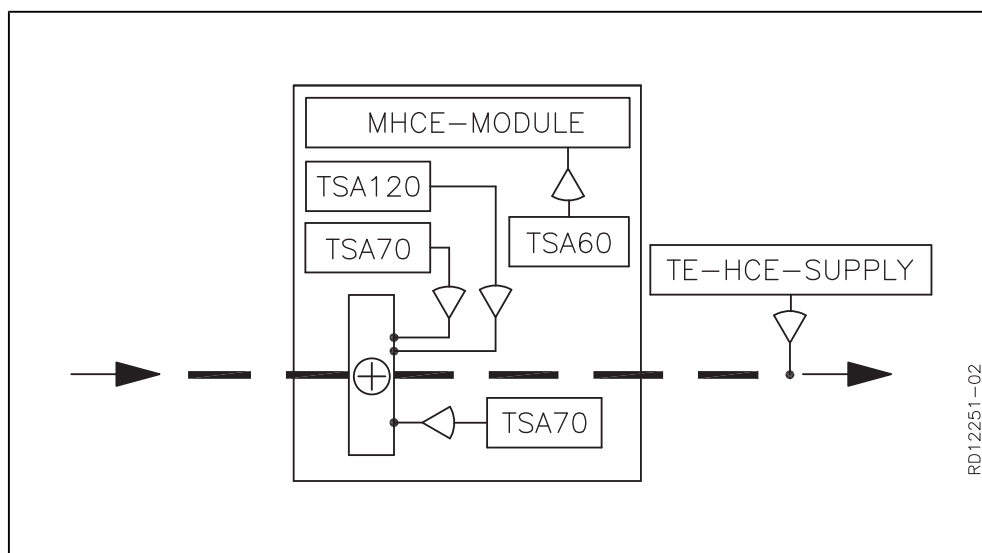 MHCE-MODULE
TSA120
TSA70
TSA60
TE-HCE-SUPPLY
TSA70
RD12251-02